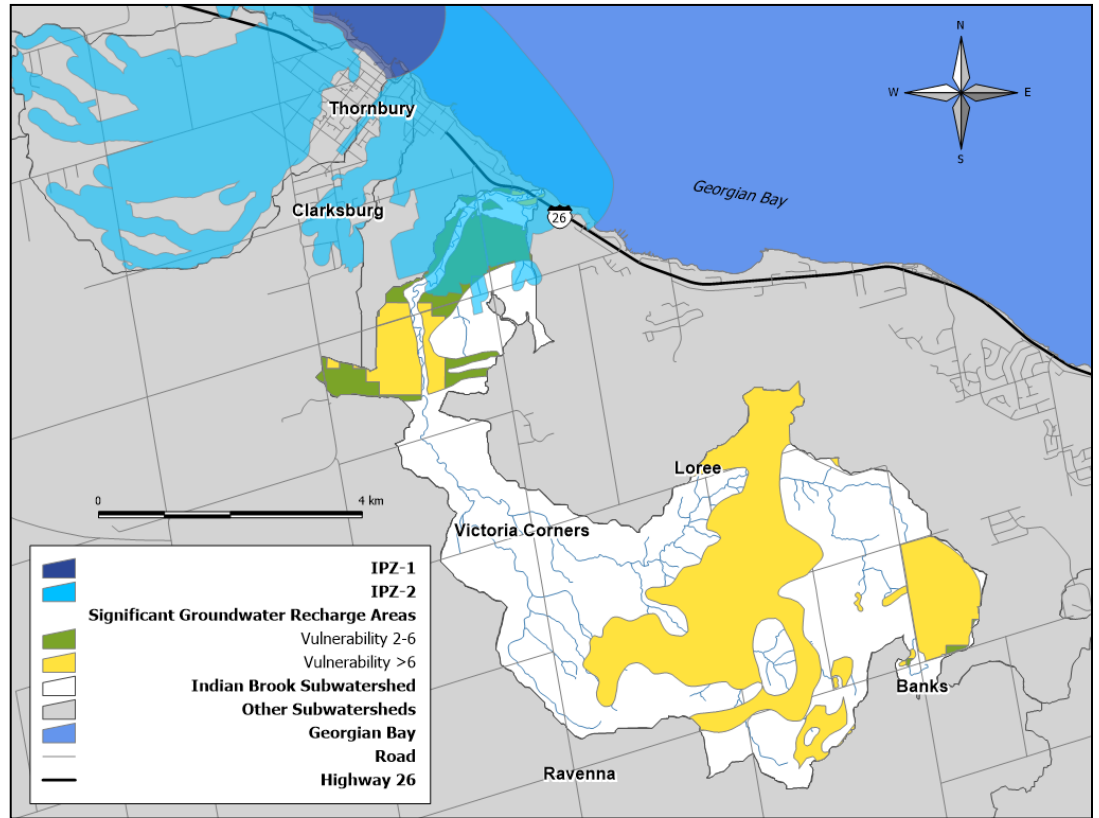 N
W E
S
Thornbury
Georgian Bay
Clarksburg
26
Loree
0 4 km
Victoria Corners
Banks
Ravenna
IPZ-1
IPZ-2
Significant Groundwater Recharge Areas
Vulnerability 2-6
Vulnerability >6
Indian Brook Subwatershed
Other Subwatersheds
Georgian Bay
Road
Highway 26